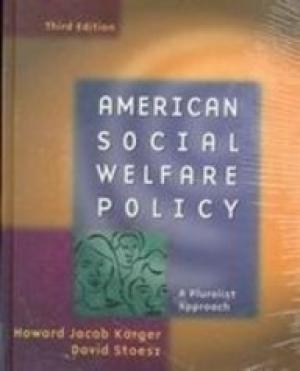 Third Edition
AMERICAN
SOCIAL
WELFARE
POLICY
A Pluralist
Approach
Howard Jacob Karger
David Stoesz